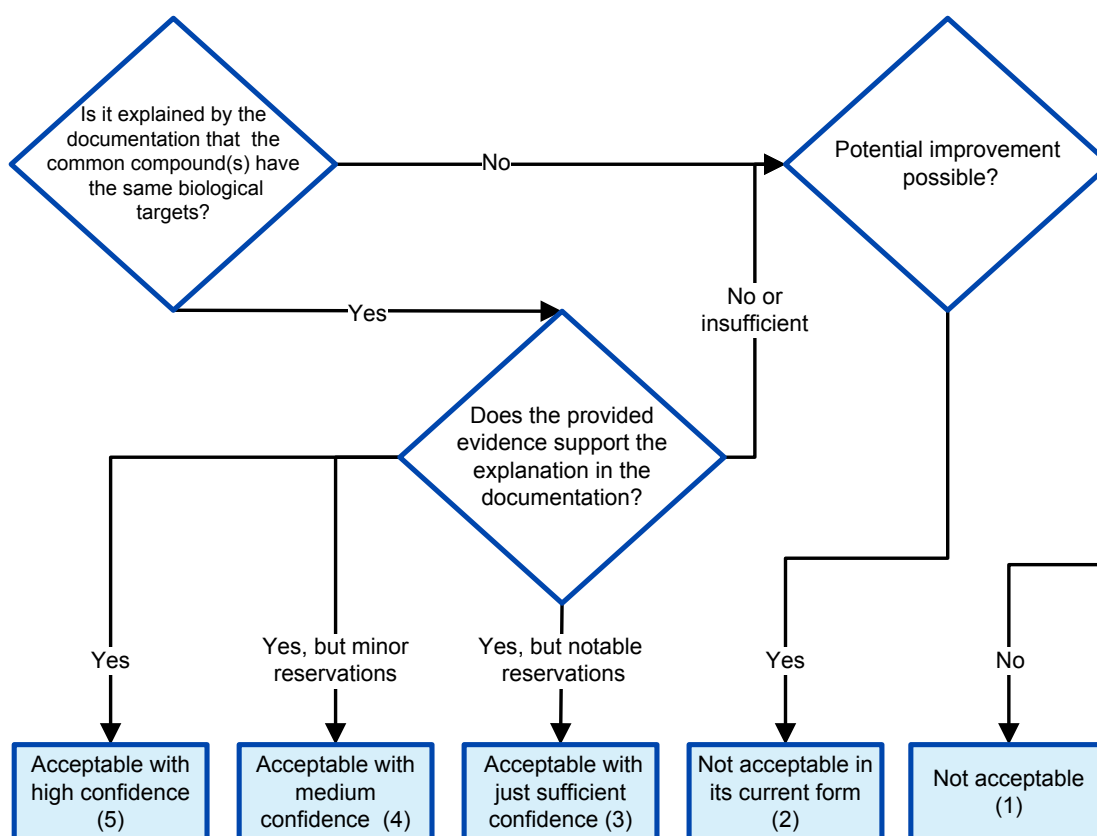 Is it explained by the
documentation that the
common compound(s) have
the same biological
targets?
No
Potential improvement
possible?
Yes
No or
insufficient
Does the provided
evidence support the
explanation in the
documentation?
Yes
Yes, but minor
reservations
Yes, but notable
reservations
Yes
No
Acceptable with
high confidence
(5)
Acceptable with
medium
confidence (4)
Acceptable with
just sufficient
confidence (3)
Not acceptable in
its current form
(2)
Not acceptable
(1)